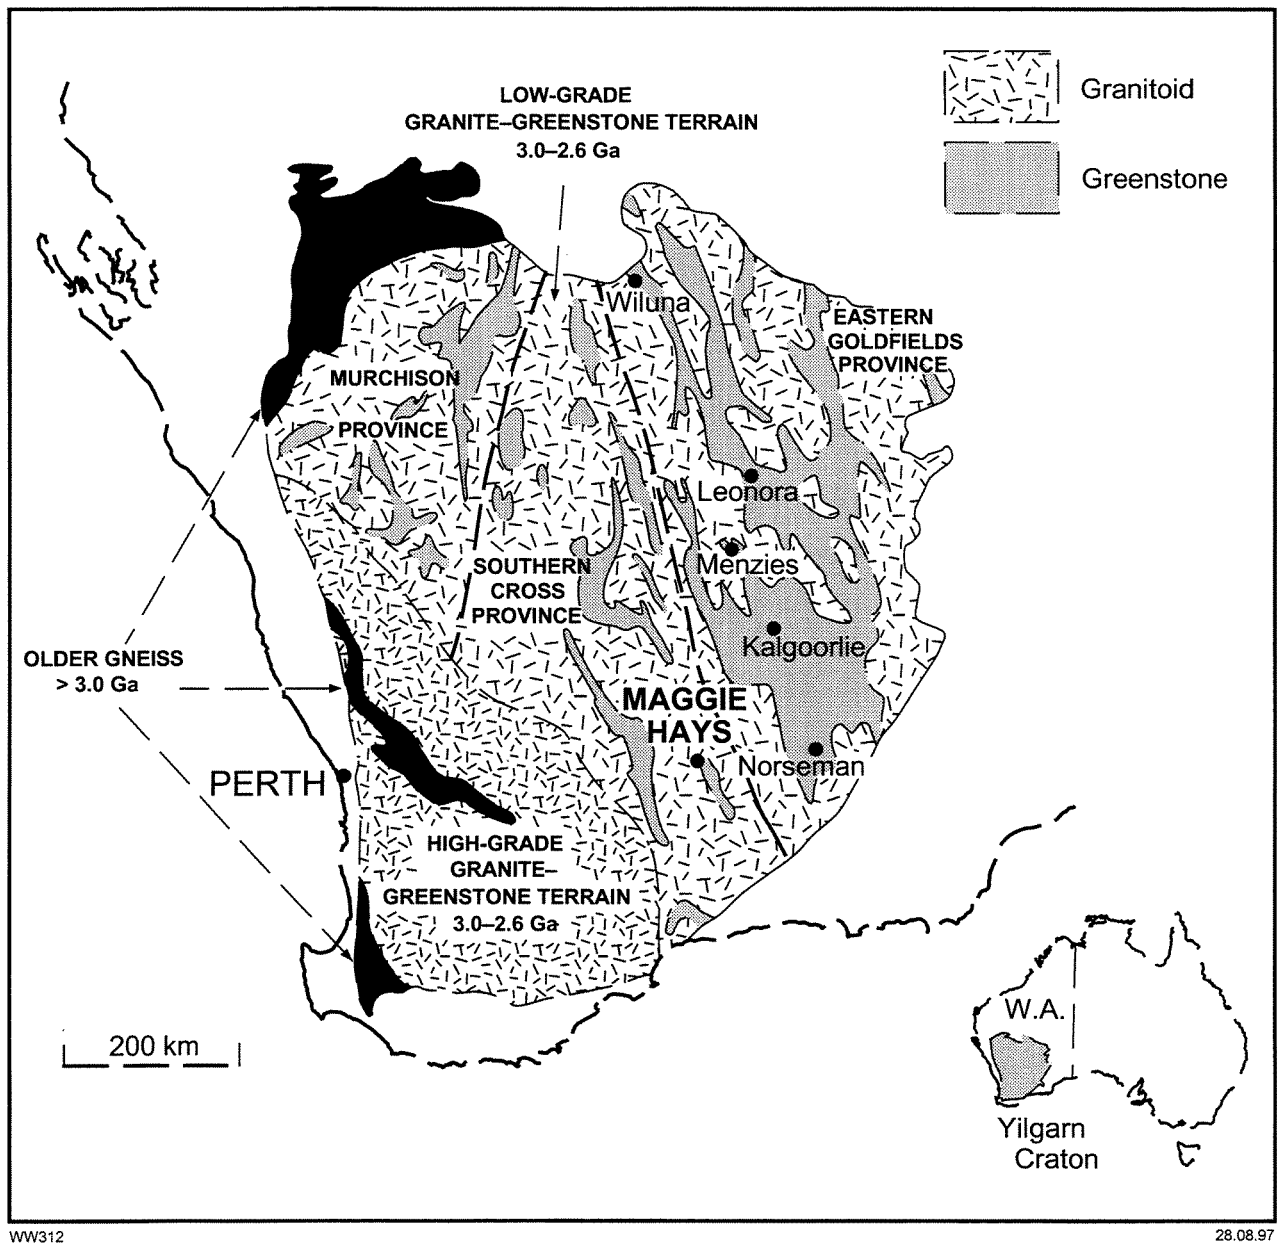 LOW-GRADE
GRANITE–GREENSTONE TERRAIN
3.0–2.6 Ga
Granitoid
Greenstone
Wiluna
EASTERN
GOLDFIELDS
PROVINCE
MURCHISON
PROVINCE
Leonora
Menzies
SOUTHERN
CROSS
PROVINCE
Kalgoorlie
OLDER GNEISS
> 3.0 Ga
MAGGIE
HAYS
Norseman
PERTH
HIGH-GRADE
GRANITE–
GREENSTONE TERRAIN
3.0–2.6 Ga
200 km
W.A.
Yilgarn
Craton
WW312
28.08.97